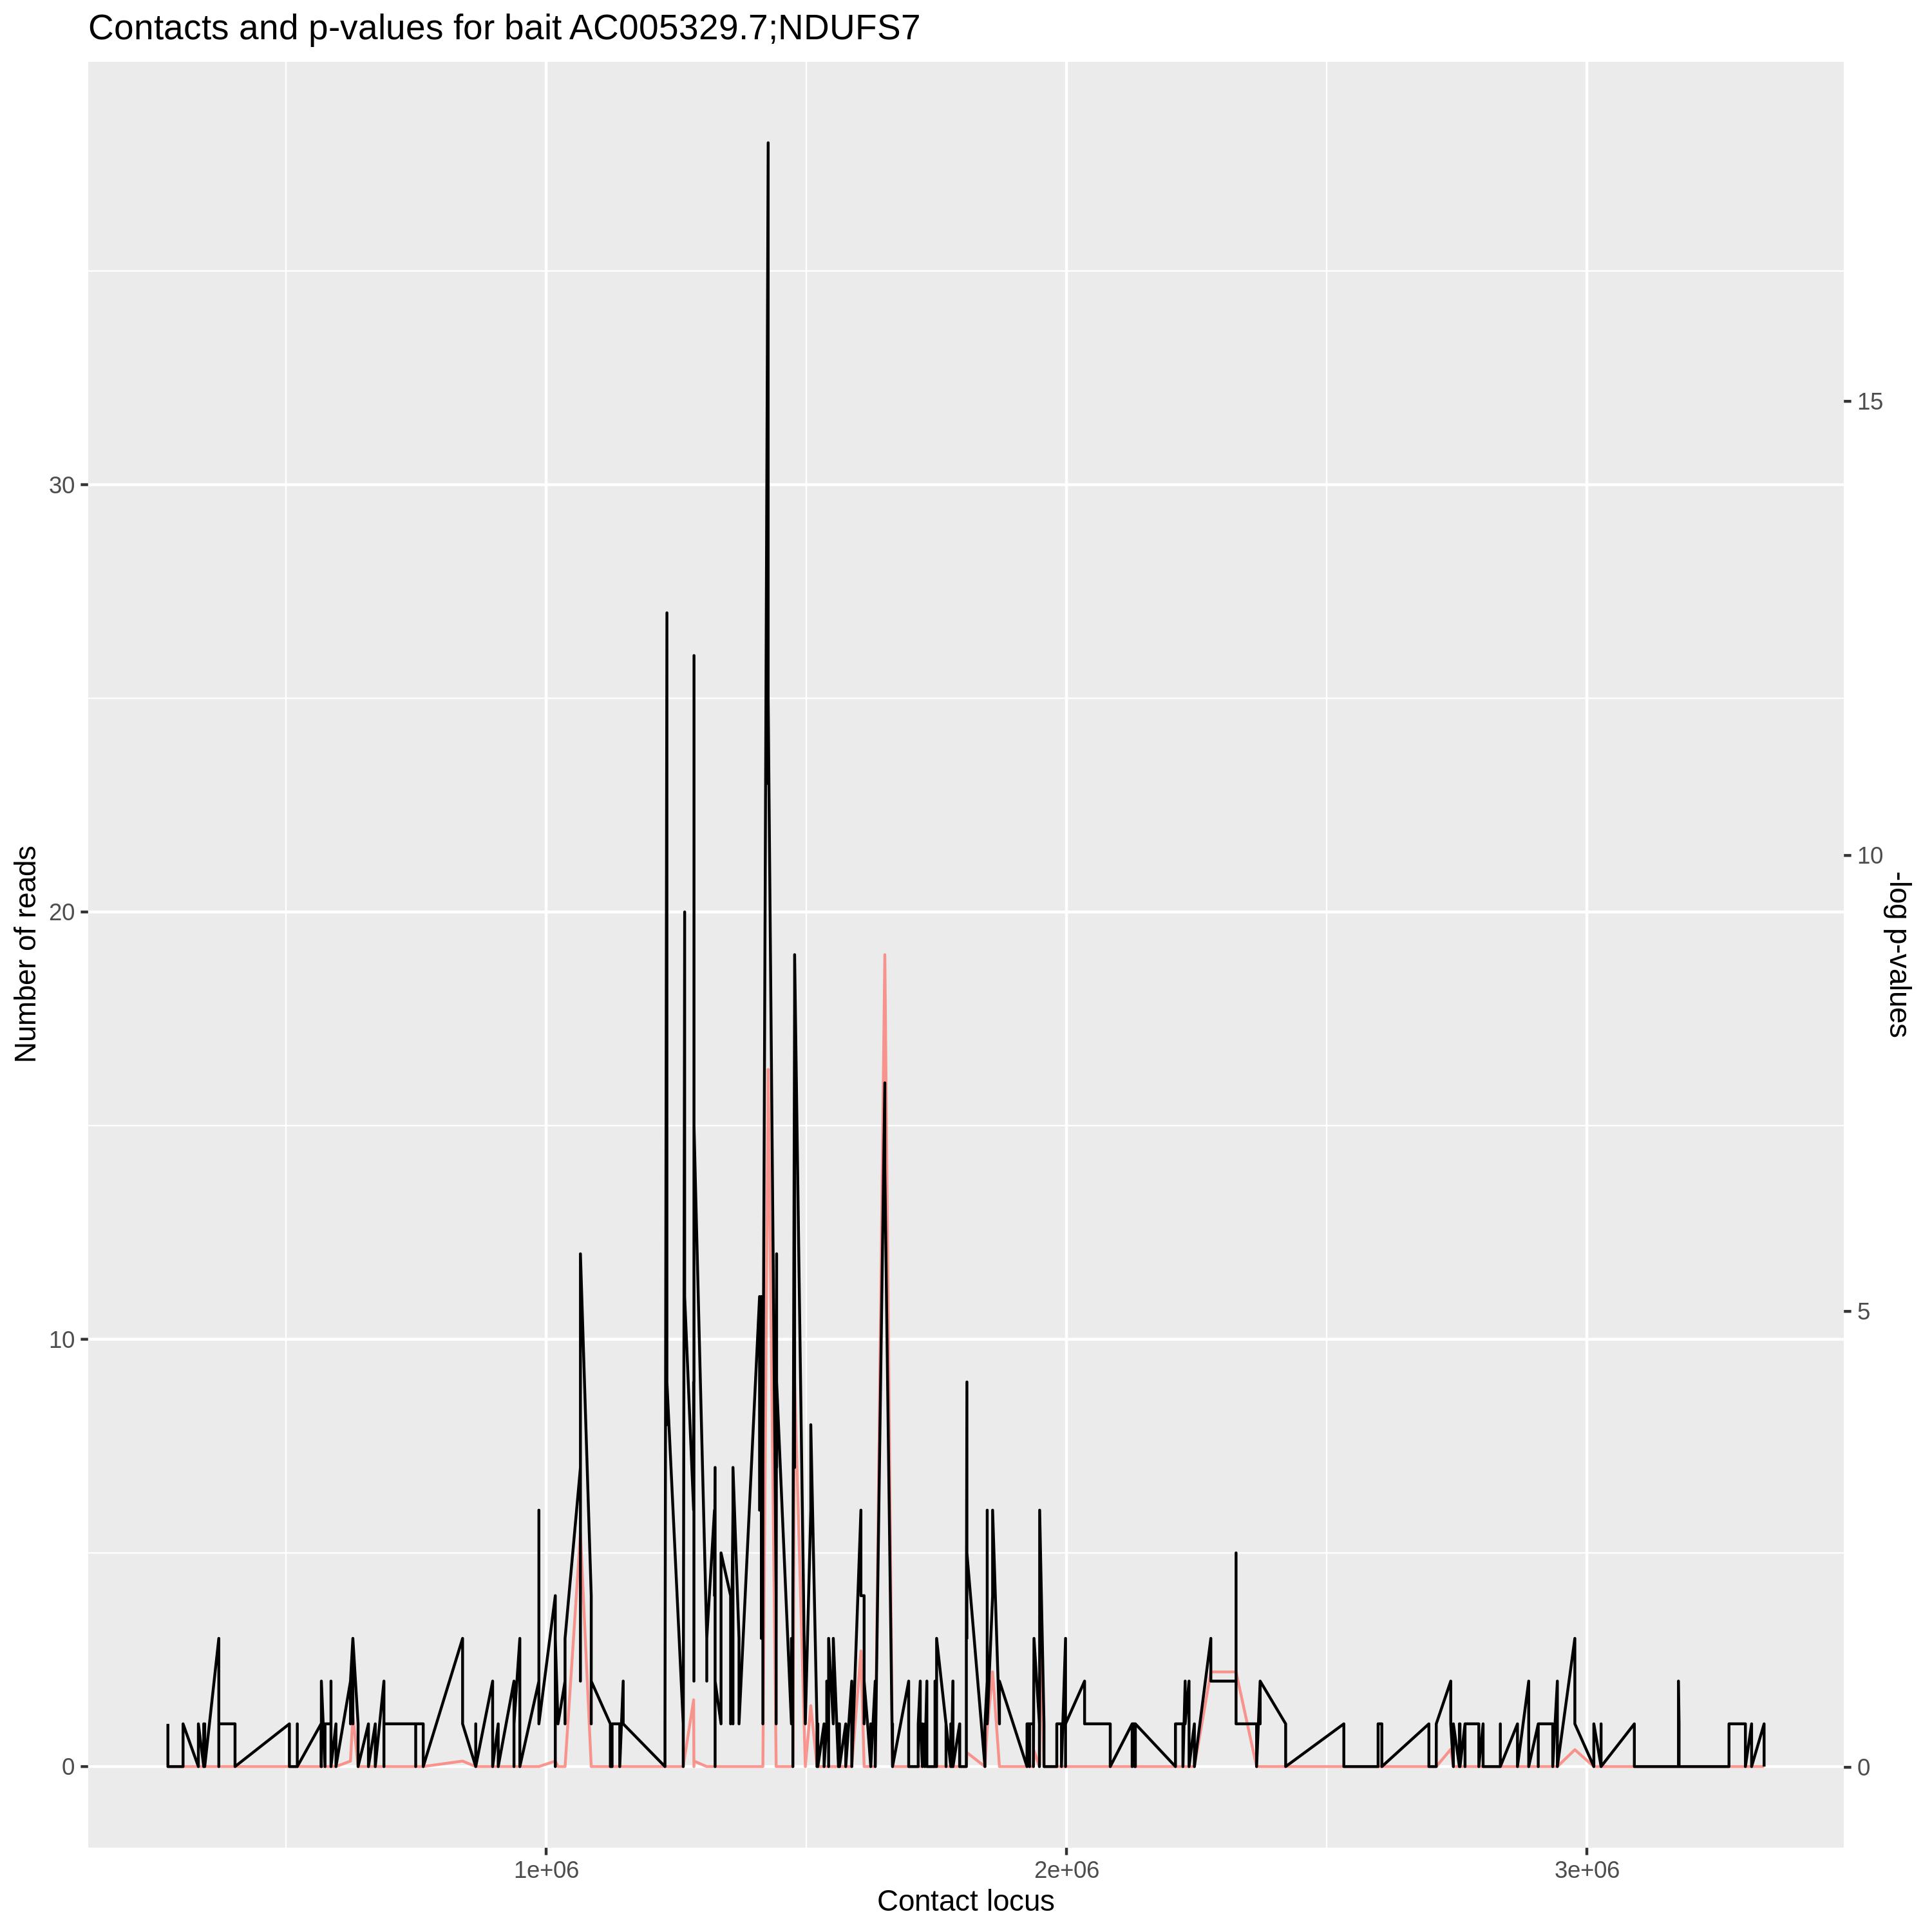 Contacts and p-values for bait AC005329.7;NDUFS7
Number of reads
30
20
10
0
15
10
5
0
-log p-values
1e+06
2e+06
3e+06
Contact locus